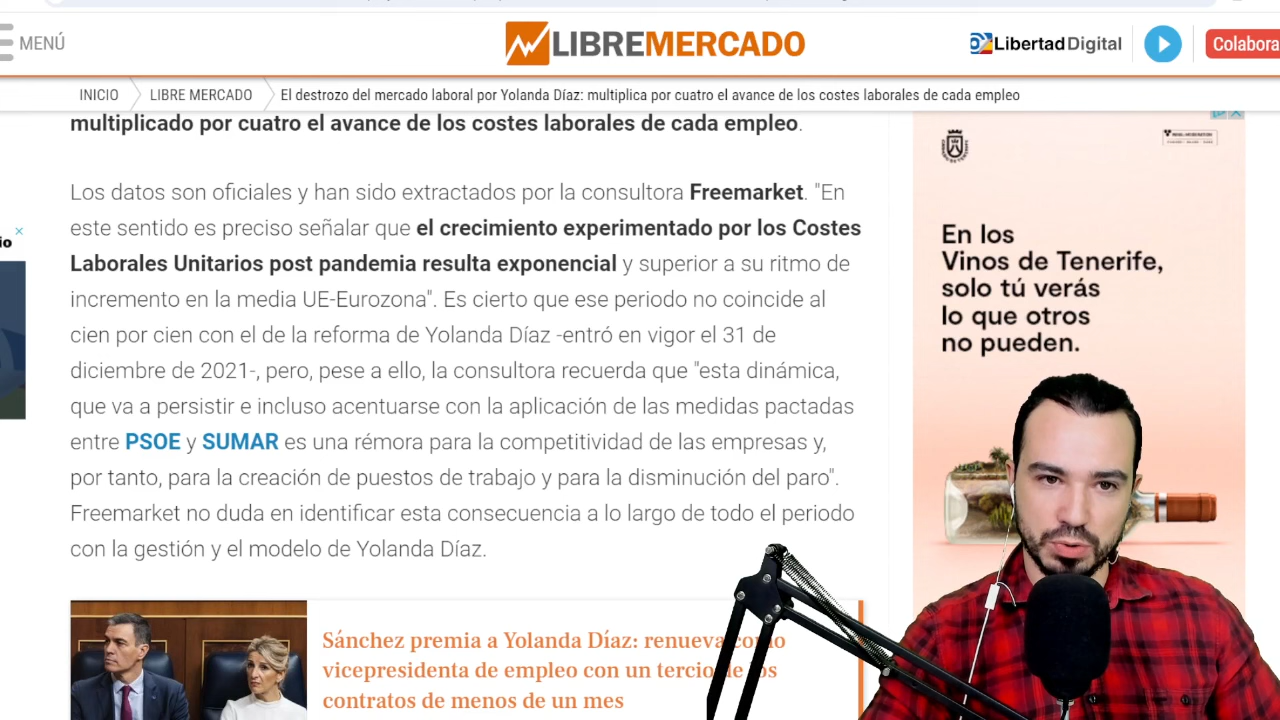 MENÚ
LIBREMERCADO
LibertadDigital
Colabora
INICIO
LIBRE MERCADO
El destrozo del mercado laboral por Yolanda Díaz: multiplica por cuatro el avance de los costes laborales de cada empleo
multiplicado por cuatro el avance de los costes laborales de cada empleo.
Los datos son oficiales y han sido extractados por la consultora Freemarket. "En
este sentido es preciso señalar que el crecimiento experimentado por los Costes
Laborales Unitarios post pandemia resulta exponencial y superior a su ritmo de
incremento en la media UE-Eurozona". Es cierto que ese periodo no coincide al
cien por cien con el de la reforma de Yolanda Díaz -entró en vigor el 31 de
diciembre de 2021-, pero, pese a ello, la consultora recuerda que "esta dinámica,
que va a persistir e incluso acentuarse con la aplicación de las medidas pactadas
entre PSOE y SUMAR es una rémora para la competitividad de las empresas y,
por tanto, para la creación de puestos de trabajo y para la disminución del paro".
Freemarket no duda en identificar esta consecuencia a lo largo de todo el periodo
con la gestión y el modelo de Yolanda Díaz.
Sánchez premia a Yolanda Díaz: renueva como
vicepresidenta de empleo con un tercio de los
contratos de menos de un mes
io
En los
Vinos de Tenerife,
solo tú verás
lo que otros
no pueden.